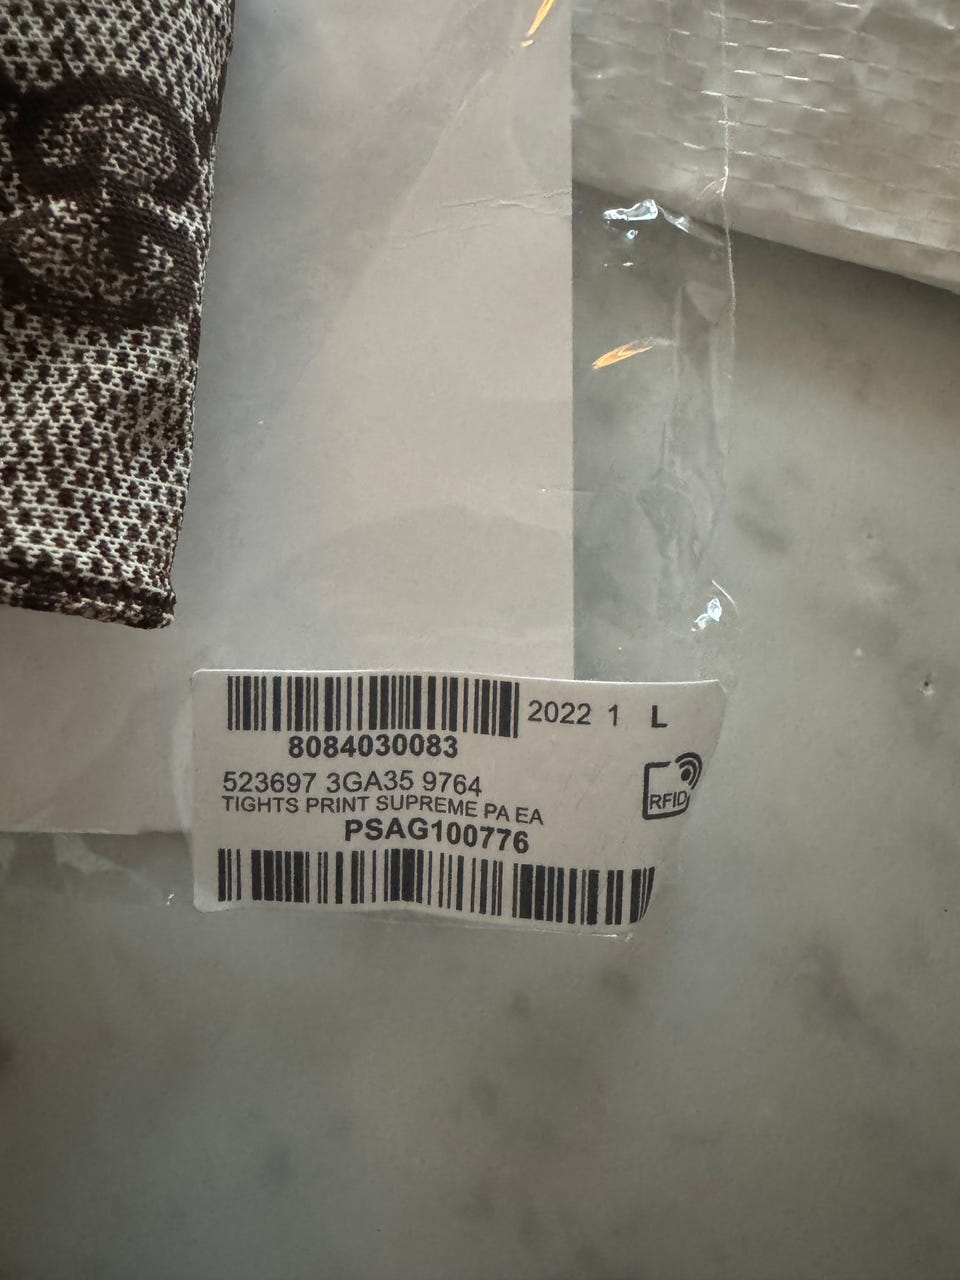 2022 1 L
8084030083
523697 3GA35 9764
TIGHTS PRINT SUPREME PA EA
RFID
PSAG100776